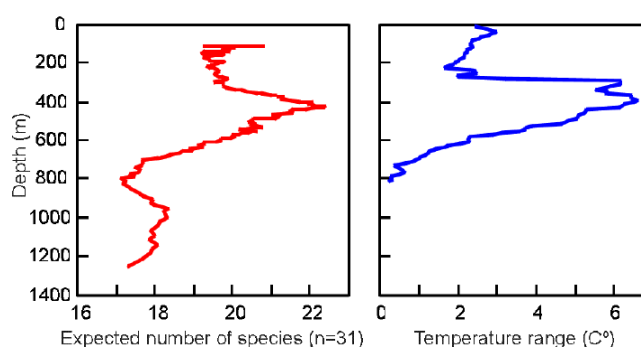 0
200
400
600
800
1000
1200
1400
Depth (m)
16 18 20 22
Expected number of species (n=31)
0 2 4 6
Temperature range (Cº)